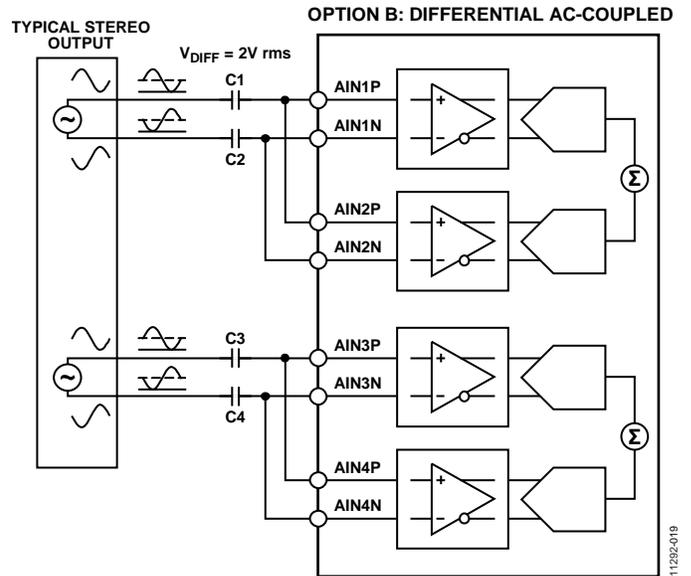 OPTION B: DIFFERENTIAL AC-COUPLED
TYPICAL STEREO
OUTPUT
VDIFF = 2V rms
C1
C2
AIN1P
AIN1N
+
−
Σ
AIN2P
AIN2N
+
−
~
C3
C4
AIN3P
AIN3N
+
−
Σ
AIN4P
AIN4N
+
−
~
11292-019